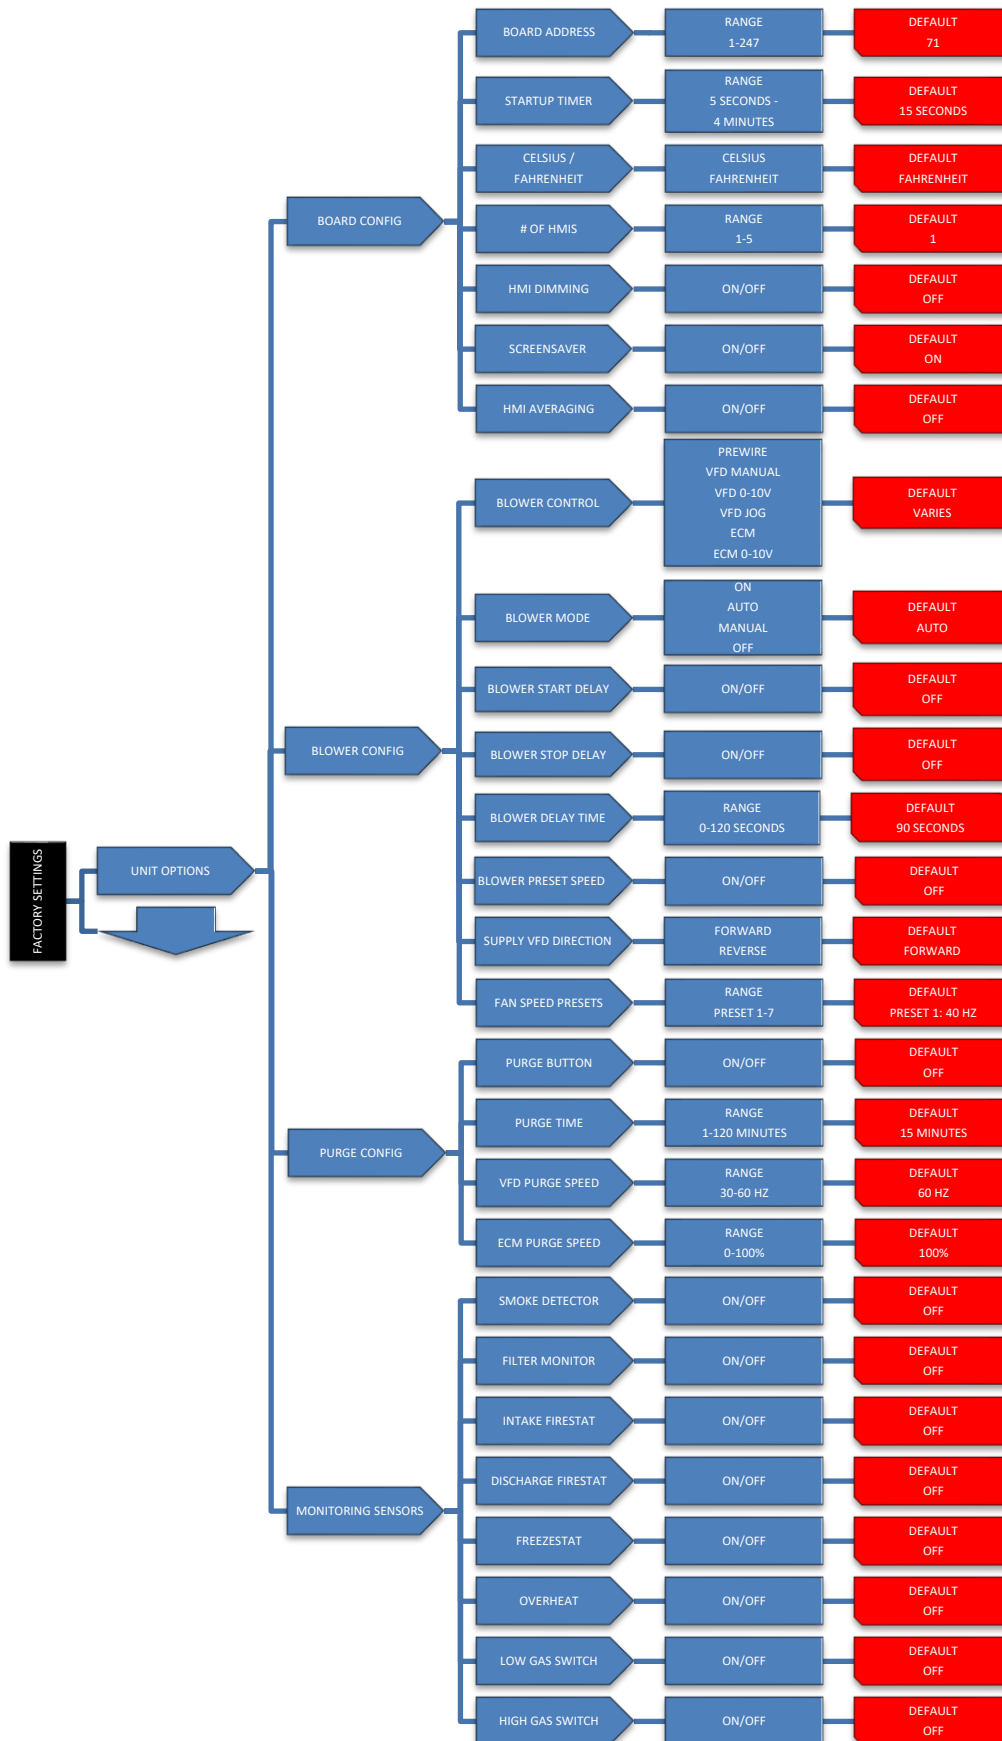 FACTORY SETTINGS
UNIT OPTIONS
BOARD CONFIG
BOARD ADDRESS
RANGE
1-247
DEFAULT
71
STARTUP TIMER
RANGE
5 SECONDS -
4 MINUTES
DEFAULT
15 SECONDS
CELSIUS /
FAHRENHEIT
CELSIUS
FAHRENHEIT
DEFAULT
FAHRENHEIT
# OF HMIS
RANGE
1-5
DEFAULT
1
HMI DIMMING
ON/OFF
DEFAULT
OFF
SCREENSAVER
ON/OFF
DEFAULT
ON
HMI AVERAGING
ON/OFF
DEFAULT
OFF
BLOWER CONFIG
BLOWER CONTROL
PREWIRE
VFD MANUAL
VFD 0-10V
VFD JOG
ECM
ECM 0-10V
DEFAULT
VARIES
BLOWER MODE
ON
AUTO
MANUAL
OFF
DEFAULT
AUTO
BLOWER START DELAY
ON/OFF
DEFAULT
OFF
BLOWER STOP DELAY
ON/OFF
DEFAULT
OFF
BLOWER DELAY TIME
RANGE
0-120 SECONDS
DEFAULT
90 SECONDS
BLOWER PRESET SPEED
ON/OFF
DEFAULT
OFF
SUPPLY VFD DIRECTION
FORWARD
REVERSE
DEFAULT
FORWARD
FAN SPEED PRESETS
RANGE
PRESET 1-7
DEFAULT
PRESET 1: 40 HZ
PURGE CONFIG
PURGE BUTTON
ON/OFF
DEFAULT
OFF
PURGE TIME
RANGE
1-120 MINUTES
DEFAULT
15 MINUTES
VFD PURGE SPEED
RANGE
30-60 HZ
DEFAULT
60 HZ
ECM PURGE SPEED
RANGE
0-100%
DEFAULT
100%
MONITORING SENSORS
SMOKE DETECTOR
ON/OFF
DEFAULT
OFF
FILTER MONITOR
ON/OFF
DEFAULT
OFF
INTAKE FIRESTAT
ON/OFF
DEFAULT
OFF
DISCHARGE FIRESTAT
ON/OFF
DEFAULT
OFF
FREEZESTAT
ON/OFF
DEFAULT
OFF
OVERHEAT
ON/OFF
DEFAULT
OFF
LOW GAS SWITCH
ON/OFF
DEFAULT
OFF
HIGH GAS SWITCH
ON/OFF
DEFAULT
OFF